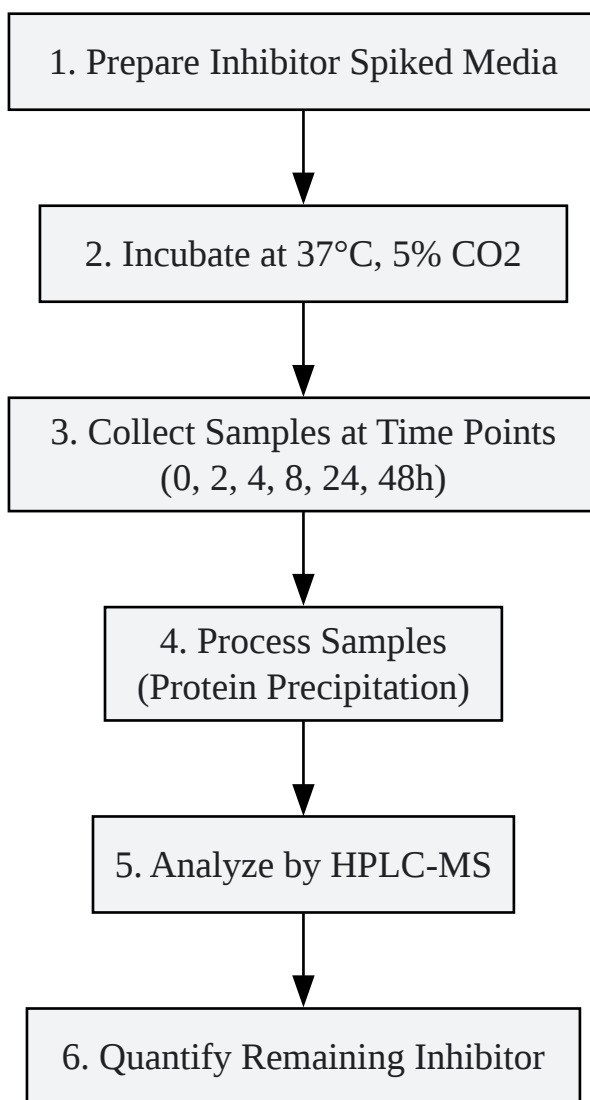 1. Prepare Inhibitor Spiked Media
2. Incubate at 37°C, 5% CO2
3. Collect Samples at Time Points
(0, 2, 4, 8, 24, 48h)
4. Process Samples
(Protein Precipitation)
5. Analyze by HPLC-MS
6. Quantify Remaining Inhibitor